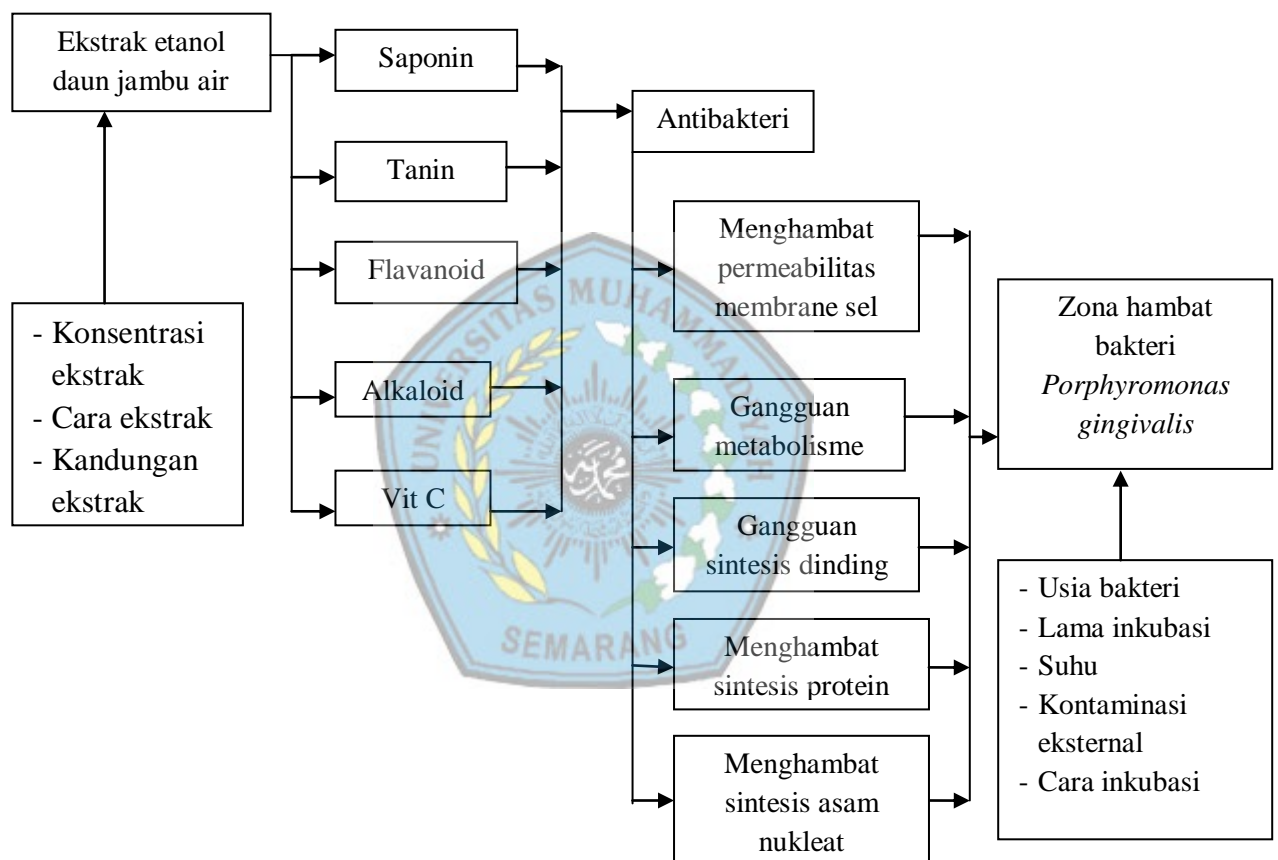 Ekstrak etanol
daun jambu air
- Konsentrasi
ekstrak
- Cara ekstrak
- Kandungan
ekstrak
Saponin
Tanin
Flavanoid
Alkaloid
Vit C
Antibakteri
Menghambat
permeabilitas
membrane sel
Gangguan
metabolisme
Gangguan
sintesis dinding
Menghambat
sintesis protein
Menghambat
sintesis asam
nukleat
Zona hambat
bakteri
Porphyromonas
gingivalis
- Usia bakteri
- Lama inkubasi
- Suhu
- Kontaminasi
eksternal
- Cara inkubasi
UNIVERSITAS MUHAMMADIYAH
SEMARANG